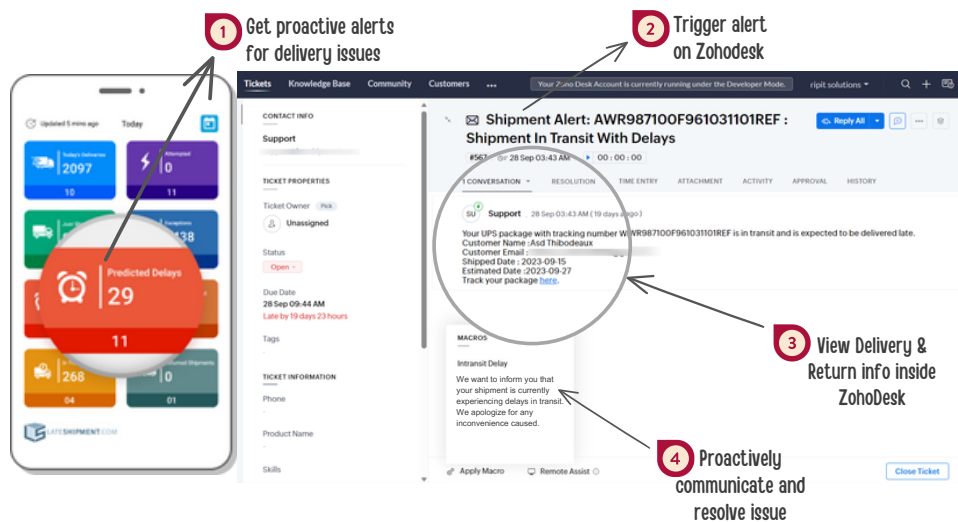 1
Get proactive alerts
for delivery issues
2
Trigger alert
on Zohodesk
Updated 5 mins ago
Today
Today's Deliveries
2097
10
Attempted
0
11
Exceptions
438
Predicted Delays
29
11
268
04
0
01
LATESHIPMENT.COM
Tickets Knowledge Base Community Customers ...
Your Zoho Desk Account is currently running under the Developer Mode.
ripit solutions
CONTACT INFO
Support
TICKET PROPERTIES
Ticket Owner Pick
Unassigned
Status
Open
Due Date
28 Sep 09:44 AM
Late by 19 days 23 hours
Tags
-
TICKET INFORMATION
Phone
-
Product Name
-
Skills
Shipment Alert: AWR987100F961031101REF :
Shipment In Transit With Delays
Reply All
#567 28 Sep 03:43 AM 00 : 00 : 00
1 CONVERSATION RESOLUTION TIME ENTRY ATTACHMENT ACTIVITY APPROVAL HISTORY
SU
Support . 28 Sep 03:43 AM ( 19 days ago )
Your UPS package with tracking number WWR987100F961031101REF is in transit and is expected to be delivered late.
Customer Name :Asd Thibodeaux
Customer Email :
Shipped Date : 2023-09-15
Estimated Date :2023-09-27
Track your package here.
MACROS
Intransit Delay
We want to inform you that
your shipment is currently
experiencing delays in transit.
We apologize for any
inconvenience caused.
Apply Macro Remote Assist
Close Ticket
3
View Delivery &
Return info inside
ZohoDesk
4
Proactively
communicate and
resolve issue